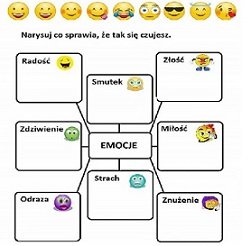 Narysuj co sprawia, że tak się czujesz.
Radość
Smutek
Złość
Zdziwienie
EMOCJE
Miłość
Odraza
Strach
Znużenie